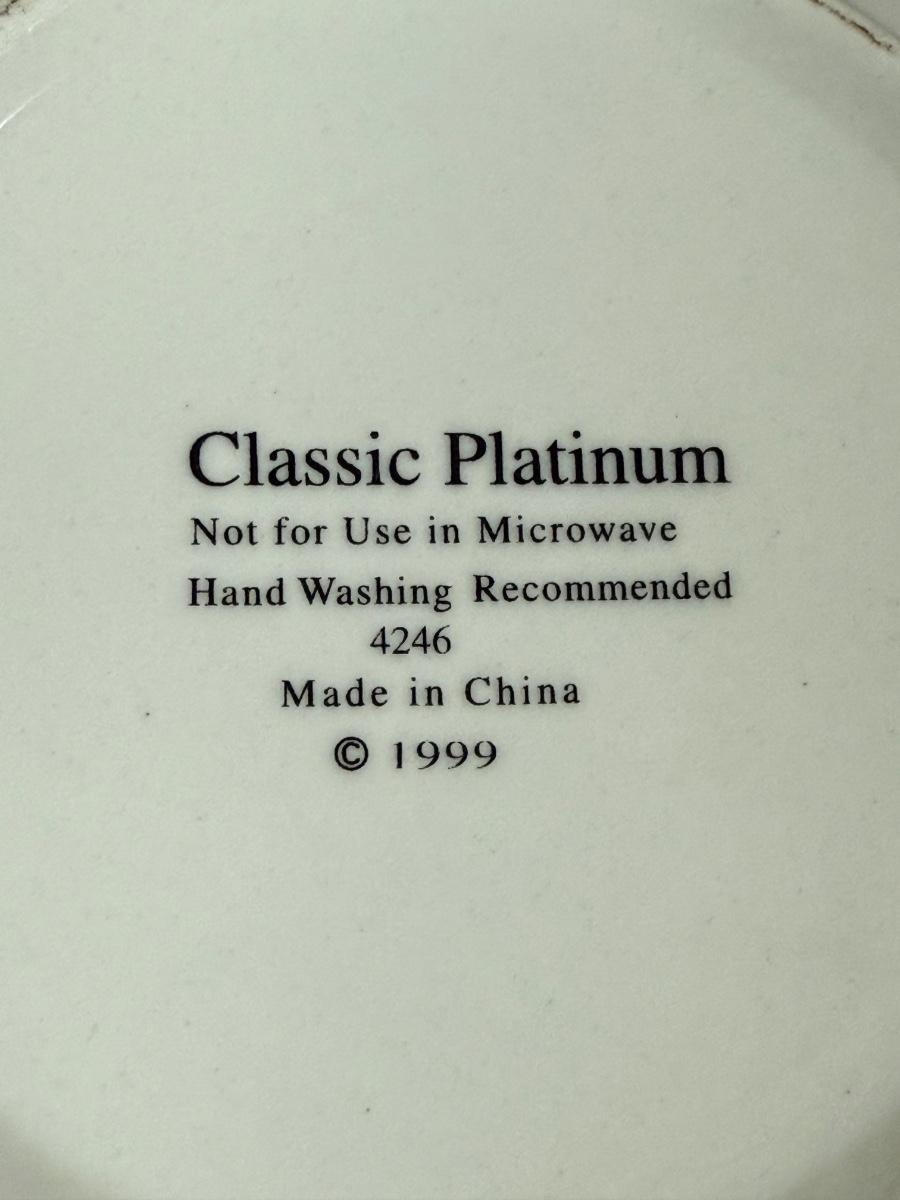 Classic Platinum
Not for Use in Microwave
Hand Washing Recommended
4246
Made in China
© 1999